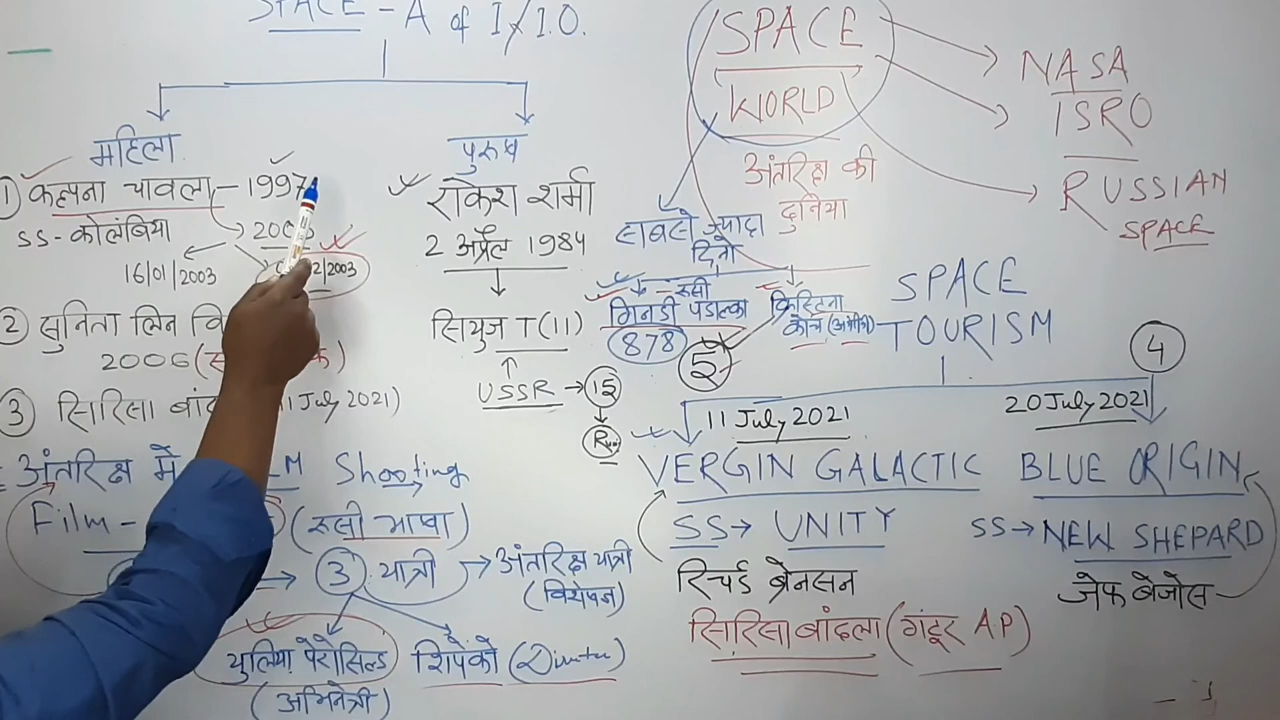 SPACE - A of I/I.O.
महिला
पुरुष
① कल्पना चावला - 1997
SS - कोलंबिया
16/01/2003
2/2003
② सुनिता लिन
2006
③ सिरिसा
July 2021)
राकेश शर्मा
2 अप्रैल 1984
सियुज T(11)
USSR → 15
अंतरिक्ष में
M Shooting
Film -
(रूसी भाषा)
→ ③ यात्री → अंतरिक्ष यात्री
(विशेषज्ञ)
युलिया पेरेसिल्ड
(अभिनेत्री)
शिपेंको (Director)
SPACE
WORLD
अंतरिक्ष की
दुनिया
NASA
ISRO
RUSSIAN
SPACE
सबसे ज्यादा
दिनों
- रूसी
गिनडी पडाल्का
878
क्रिस्टिना
कोच
5
SPACE
TOURISM
4
11 July 2021
20 July 2021
VERGIN GALACTIC
BLUE ORIGIN
SS → UNITY
SS → NEW SHEPARD
रिचर्ड ब्रेनसन
जेफ बेजोस
सिरिसा बांदला (गंटूर AP)